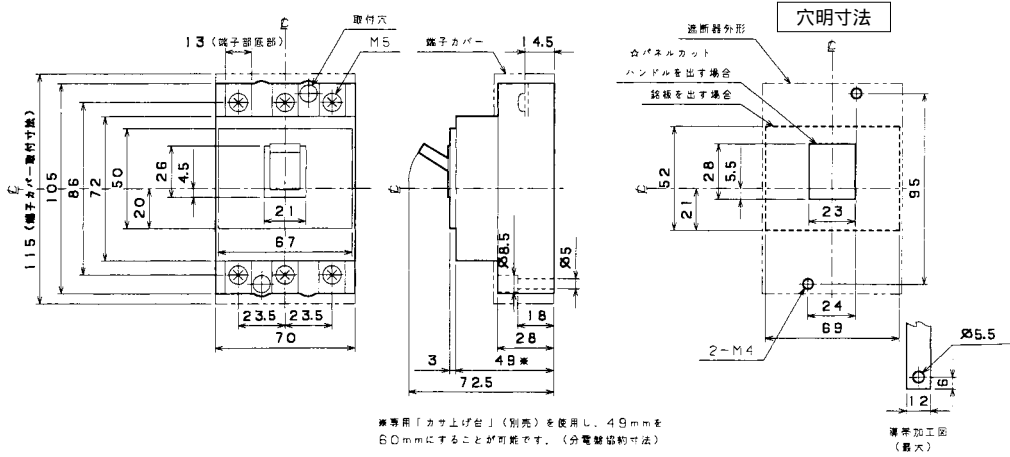 穴明寸法
取付穴
13 (端子部底部)
M5
端子カバー
14.5
遮断器外形
☆パネルカット
ハンドルを出す場合
銘板を出す場合
℄
℄
115 (端子カバー取付寸法)
105
86
72
50
20
26
4.5
21
67
23.5
23.5
70
℄
Ø8.5
Ø5
18
28
3
49※
72.5
℄
℄
52
21
28
5.5
23
95
24
69
2-M4
Ø5.5
6
12
導帯加工図
(最大)
※専用「カサ上げ台」(別売)を使用し、49mmを
60mmにすることが可能です。(分電盤協約寸法)